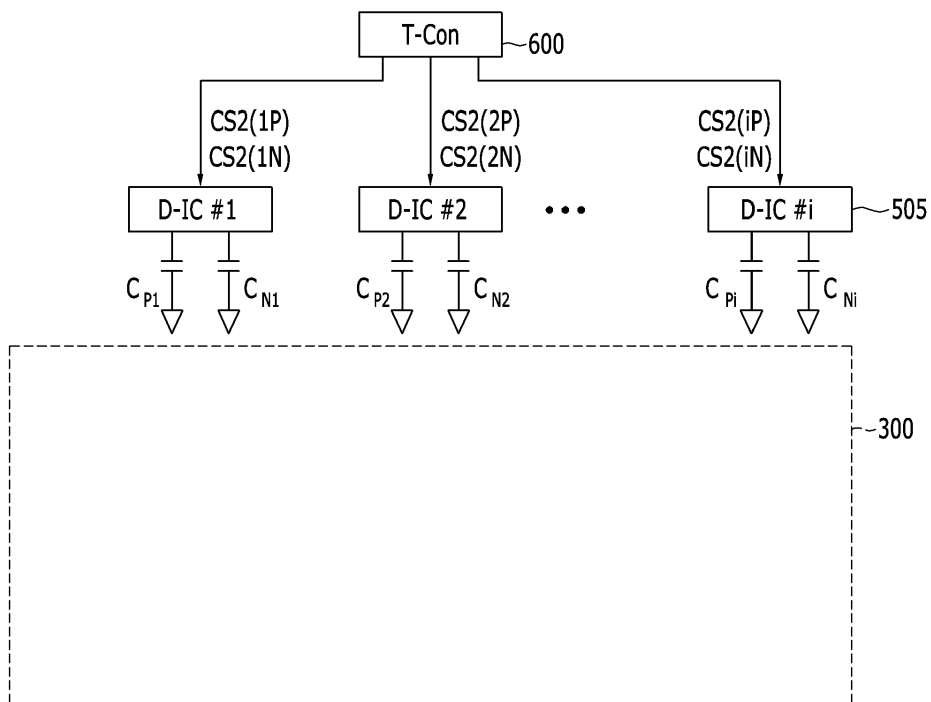 T-Con
600
CS2(1P)
CS2(1N)
CS2(2P)
CS2(2N)
CS2(iP)
CS2(iN)
D-IC #1
D-IC #2
•••
D-IC #i
505
C P1
C N1
C P2
C N2
C Pi
C Ni
300